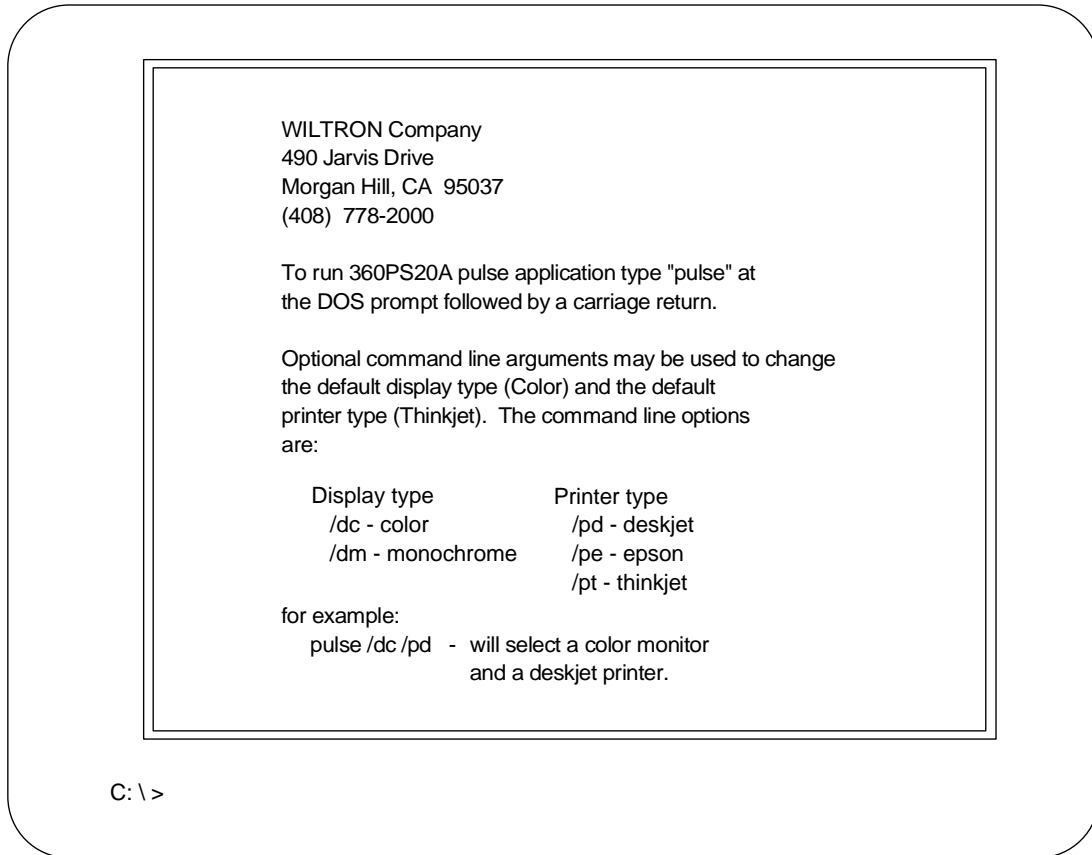 WILTRON Company
490 Jarvis Drive
Morgan Hill, CA  95037
(408)  778-2000
To run 360PS20A pulse application type "pulse" at
the DOS prompt followed by a carriage return.
Optional command line arguments may be used to change
the default display type (Color) and the default
printer type (Thinkjet).  The command line options
are:
Display type
/dc - color
/dm - monochrome
Printer type
/pd - deskjet
/pe - epson
/pt - thinkjet
for example:
pulse /dc /pd  -  will select a color monitor
and a deskjet printer.
C: \ >